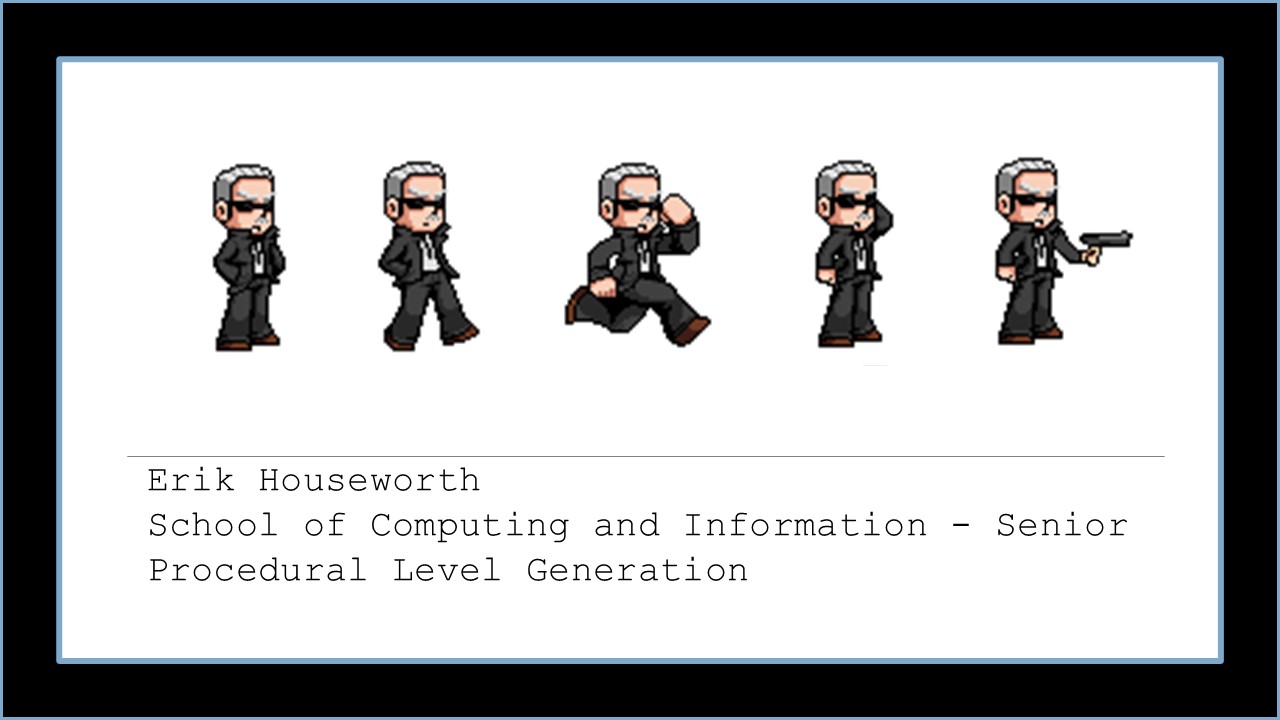 Erik Houseworth
School of Computing and Information - Senior
Procedural Level Generation